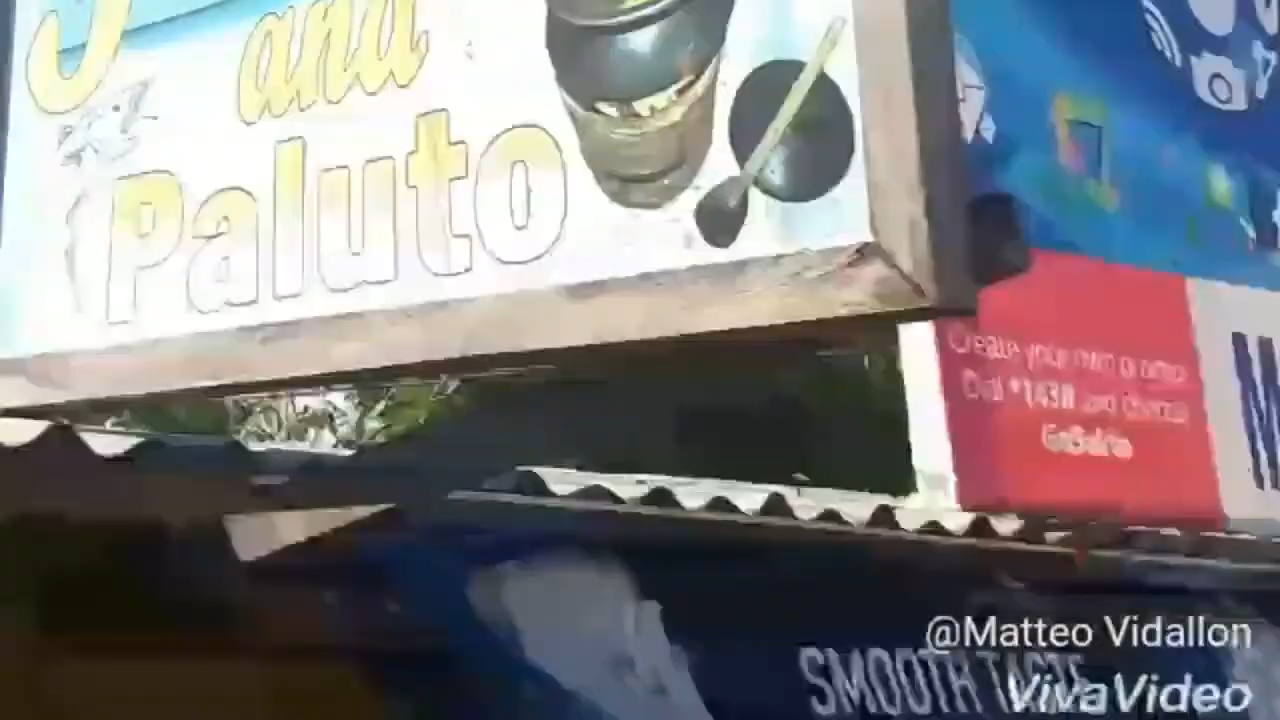 and
Paluto
Create your own promo
Dial *143# and Choose
GoSakto
@Matteo Vidallon
SMOOTH TASTE
VivaVideo